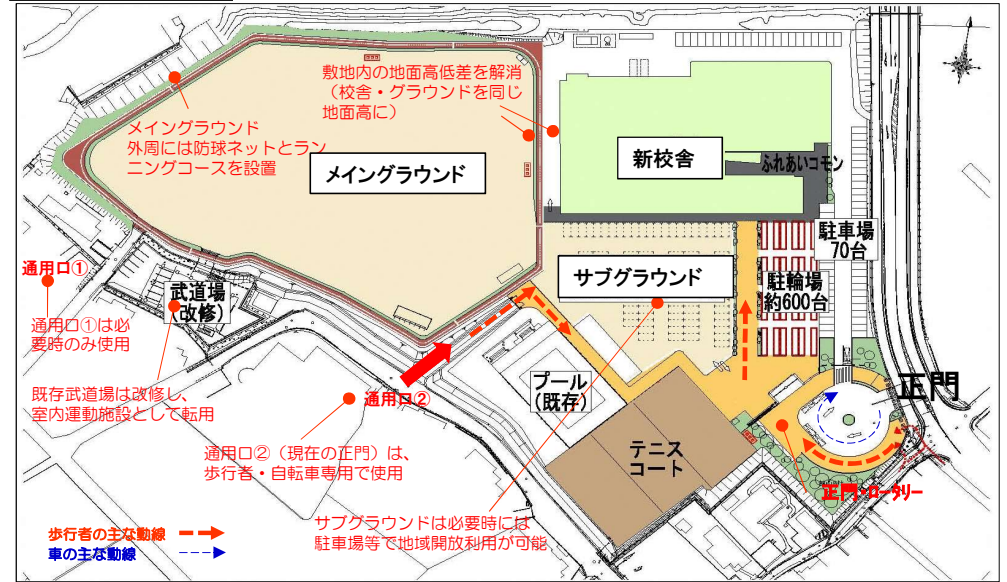 敷地内の地面高低差を解消
（校舎・グラウンドを同じ
地面高に）
メイングラウンド
外周には防球ネットとラン
ニングコースを設置
メイングラウンド
新校舎
ふれあいコモン
駐車場
70台
サブグラウンド
駐輪場
約600台
通用口①
武道場
（改修）
通用口①は必
要時のみ使用
既存武道場は改修し、
室内運動施設として転用
通用口②
プール
（既存）
正門
通用口②（現在の正門）は、
歩行者・自転車専用で使用
テニス
コート
正門・ロータリー
サブグラウンドは必要時には
駐車場等で地域開放利用が可能
歩行者の主な動線
車の主な動線